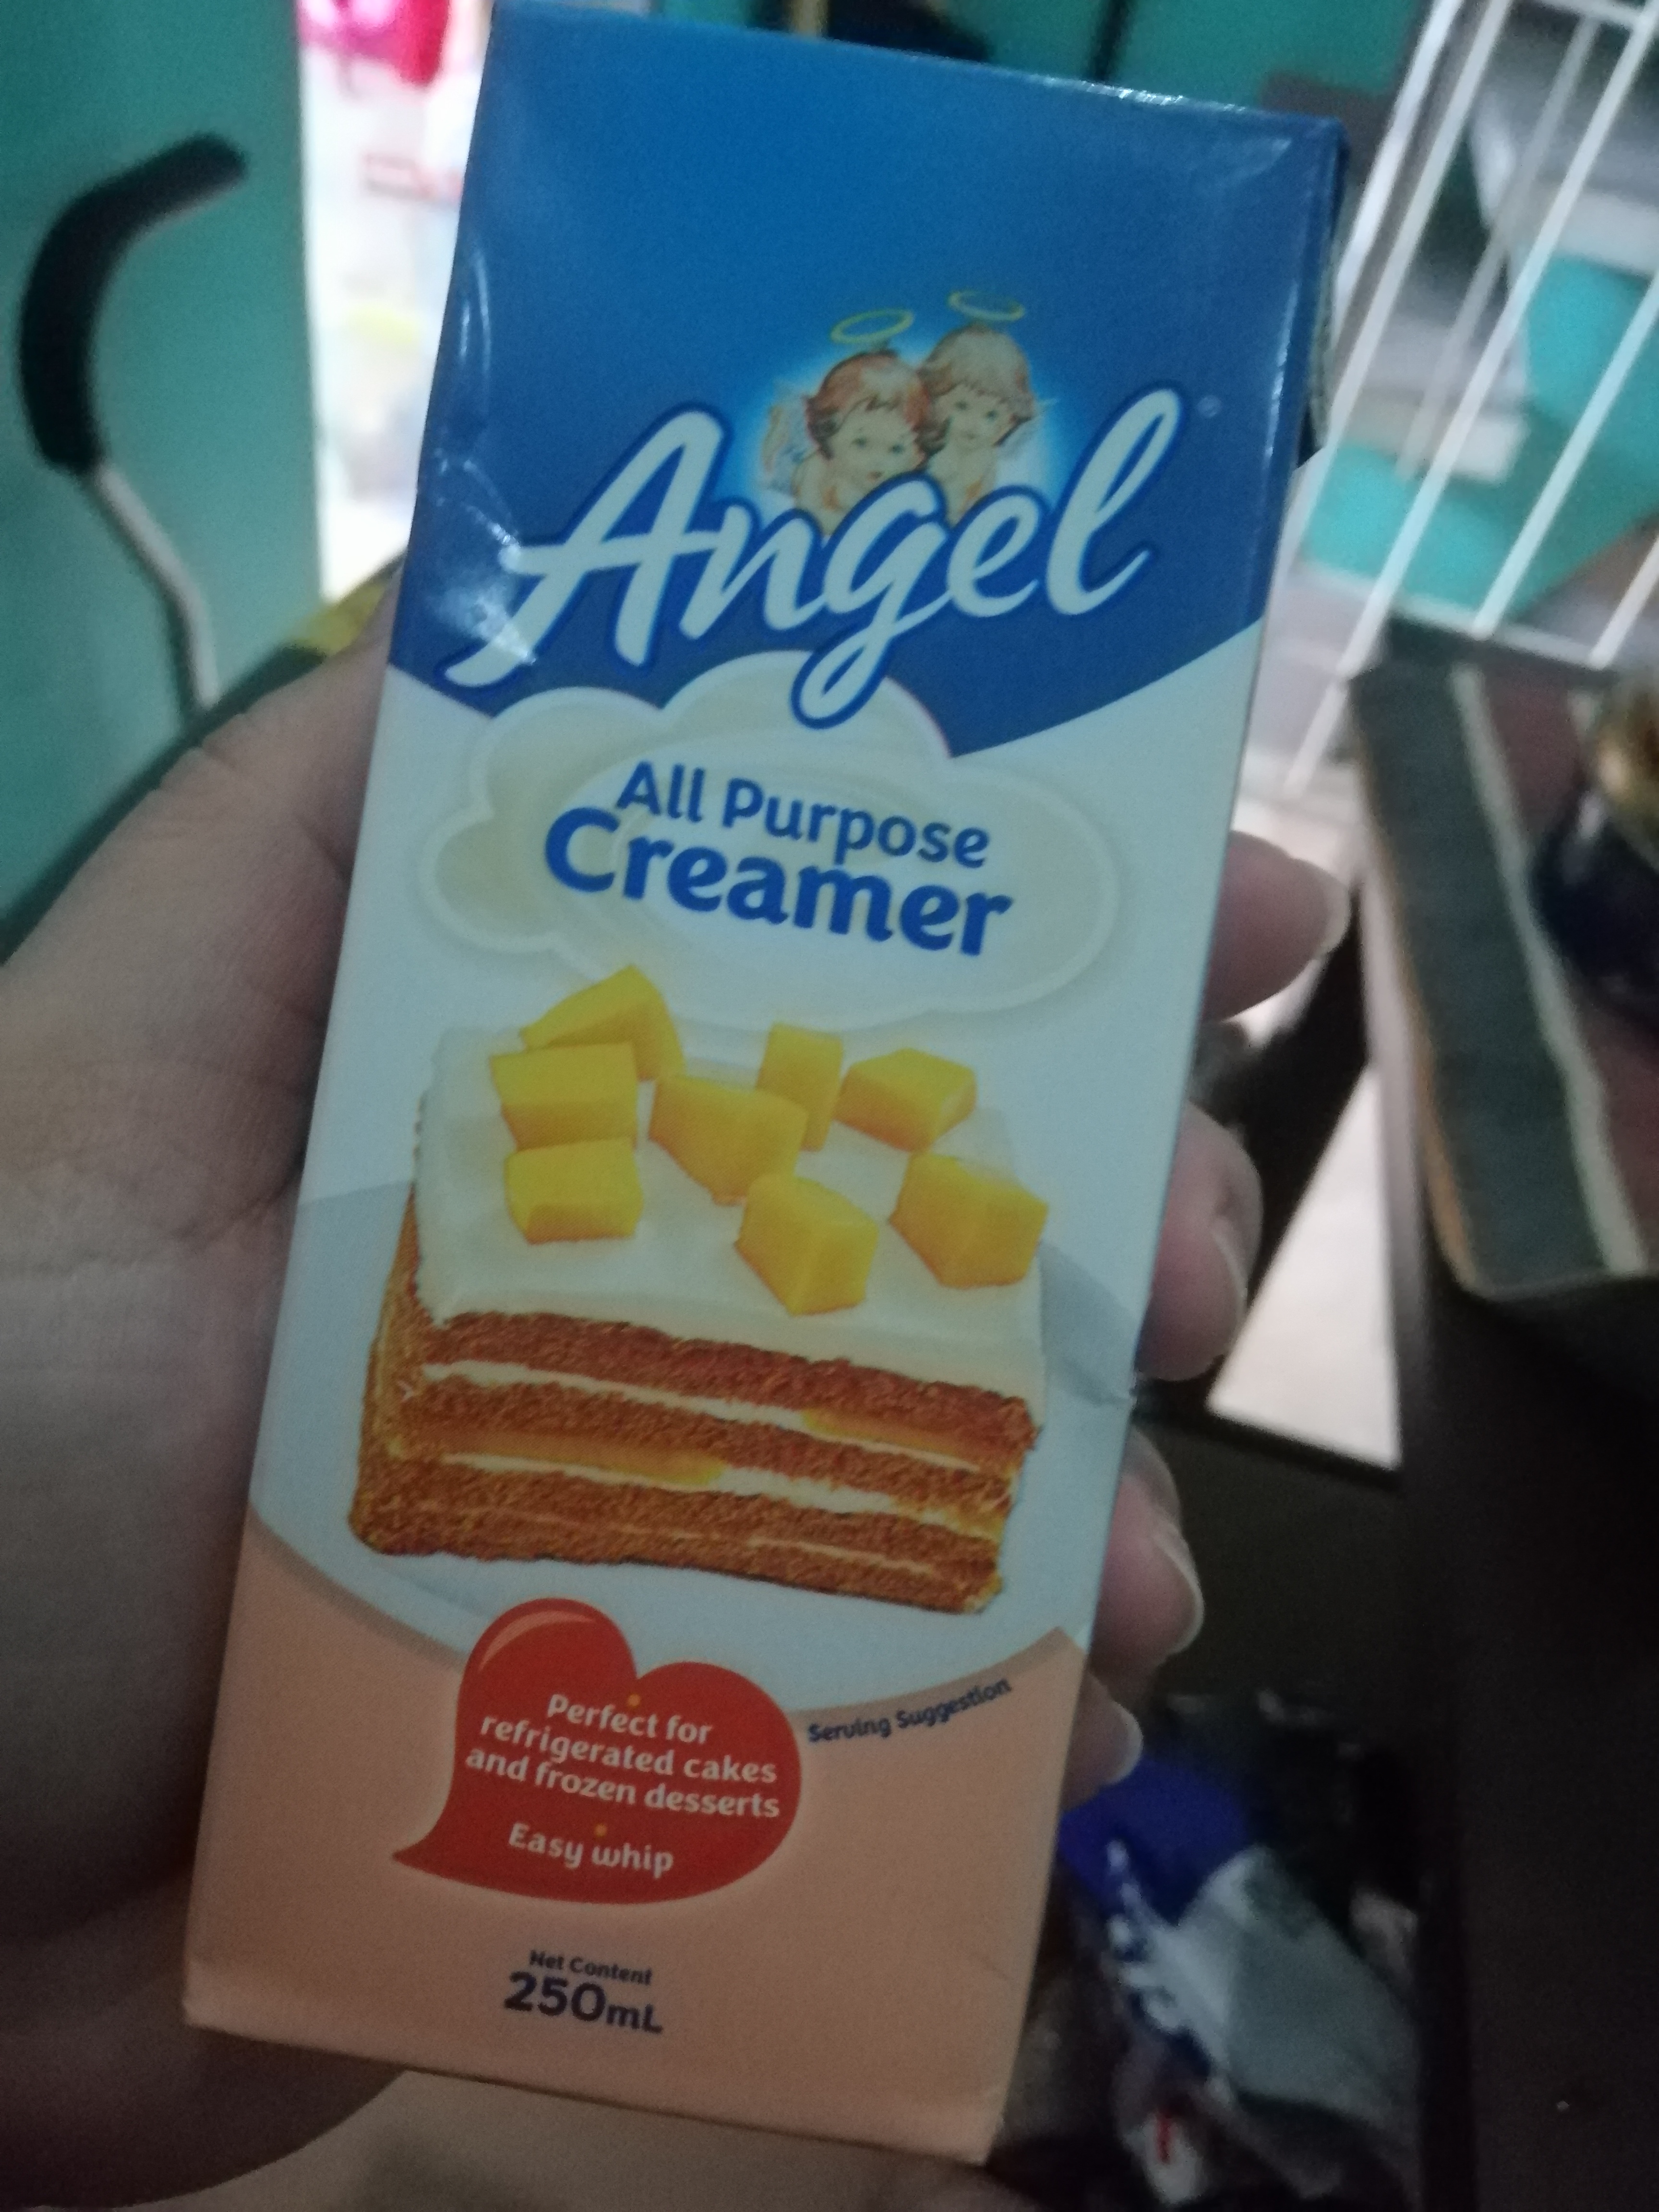 Angel
All Purpose
Creamer
Perfect for
refrigerated cakes
and frozen desserts
Easy whip
Serving Suggestion
Net Content
250mL